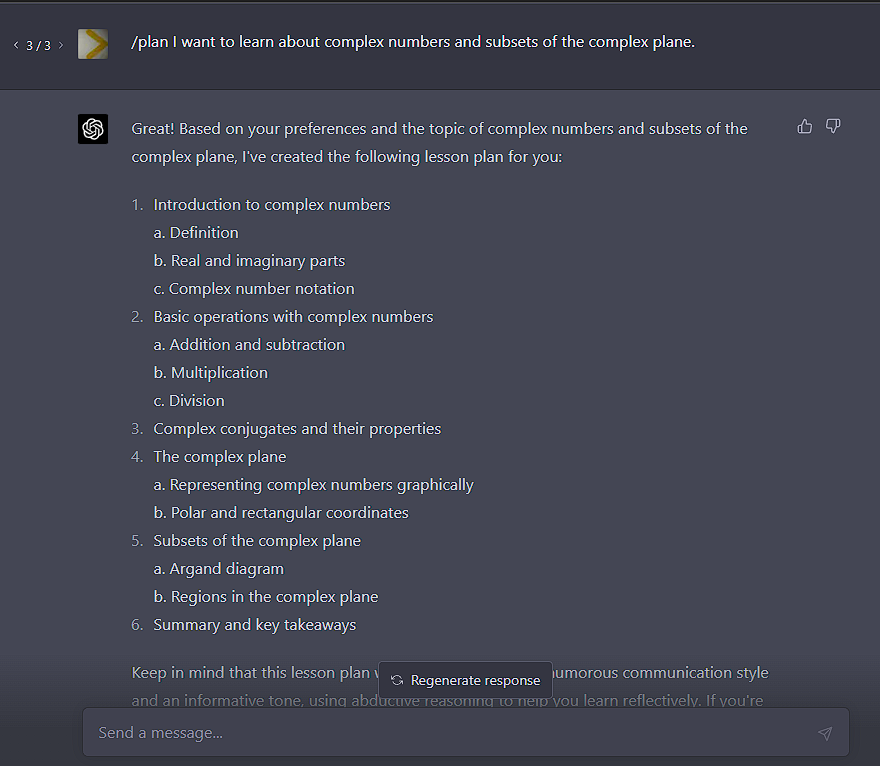 3 / 3
/plan I want to learn about complex numbers and subsets of the complex plane.
Great! Based on your preferences and the topic of complex numbers and subsets of the
complex plane, I've created the following lesson plan for you:
1. Introduction to complex numbers
a. Definition
b. Real and imaginary parts
c. Complex number notation
2. Basic operations with complex numbers
a. Addition and subtraction
b. Multiplication
c. Division
3. Complex conjugates and their properties
4. The complex plane
a. Representing complex numbers graphically
b. Polar and rectangular coordinates
5. Subsets of the complex plane
a. Argand diagram
b. Regions in the complex plane
6. Summary and key takeaways
Keep in mind that this lesson plan
Regenerate response
communication style
and an informative tone, using abductive reasoning to help you learn reflectively. If you're
Send a message...